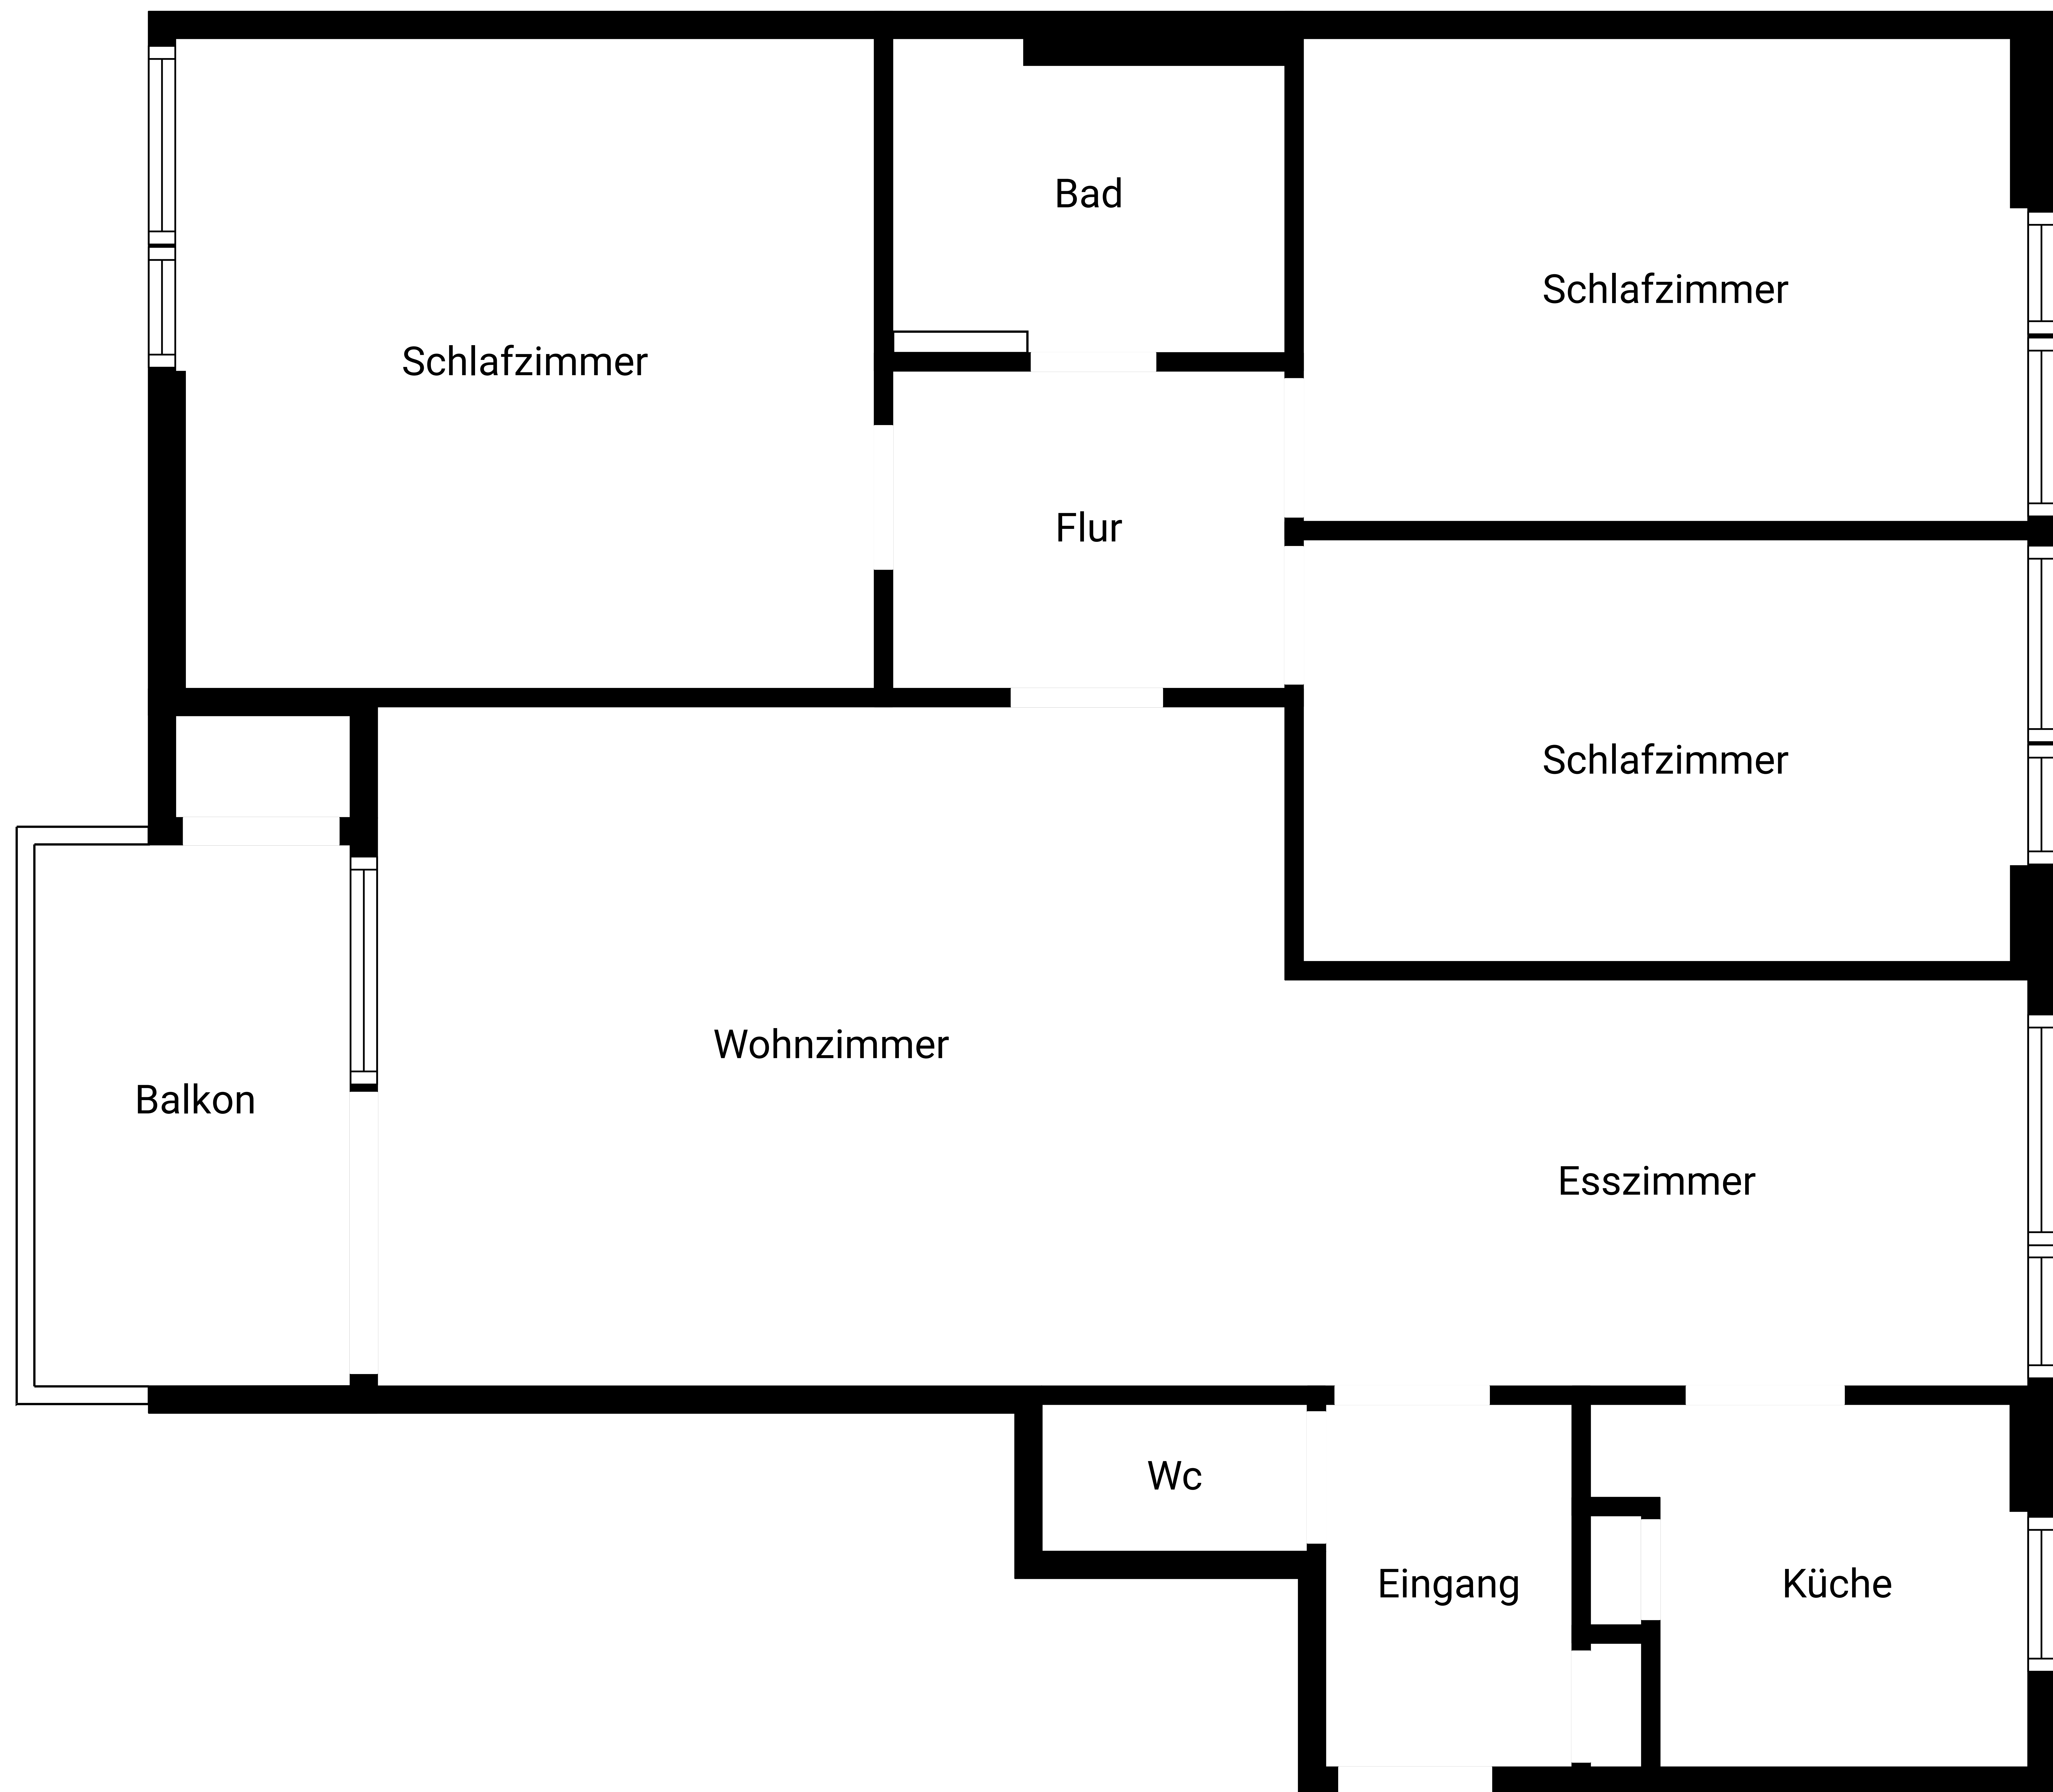 Bad
Schlafzimmer
Schlafzimmer
Flur
Schlafzimmer
Wohnzimmer
Balkon
Esszimmer
Wc
Eingang
Küche